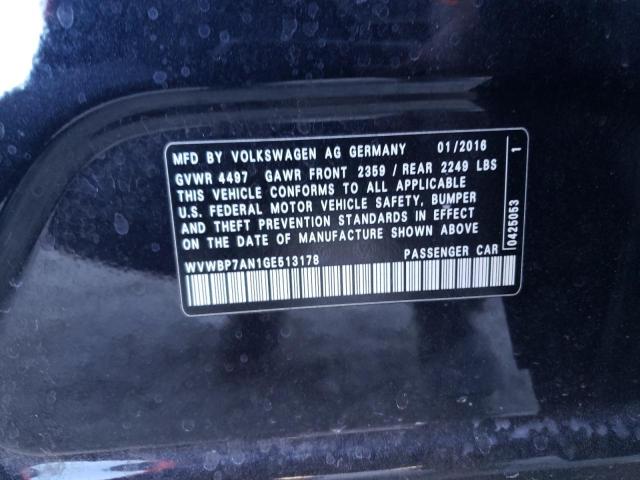 MFD BY VOLKSWAGEN AG GERMANY 01/2016
GVWR 4497 GAWR FRONT 2359 / REAR 2249 LBS
THIS VEHICLE CONFORMS TO ALL APPLICABLE
U.S. FEDERAL MOTOR VEHICLE SAFETY, BUMPER
AND THEFT PREVENTION STANDARDS IN EFFECT
ON THE DATE OF MANUFACTURE SHOWN ABOVE
WVWBP7AN1GE513178 PASSENGER CAR
0425053 1